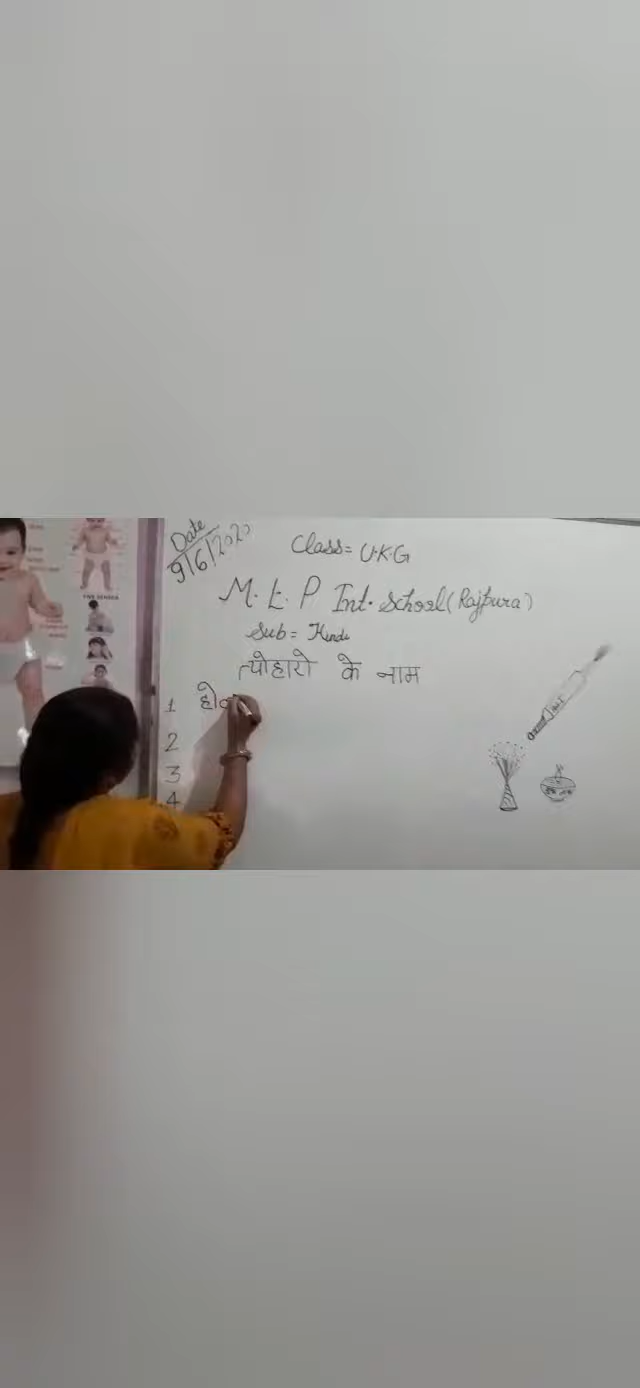 Date
9/6/2020
Class= U.K.G
M. L. P Int. School (Rajpura)
Sub= Hindi
त्योहारो के नाम
1 हो
2
3
4